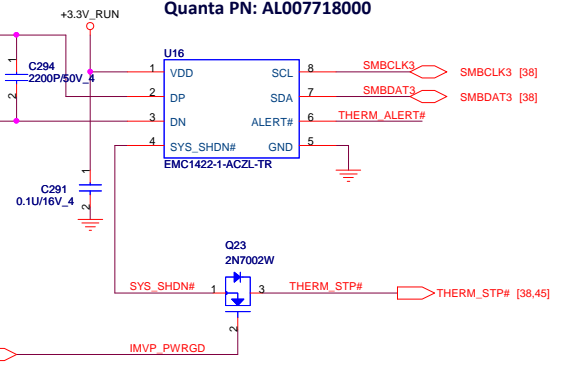 Quanta PN: AL007718000
+3.3V_RUN
U16
C294
2200P/50V_4
1
2
1 VDD
2 DP
3 DN
4 SYS_SHDN#
SCL 8
SDA 7
ALERT# 6
GND 5
SMBCLK3
SMBCLK3 [38]
SMBDAT3
SMBDAT3 [38]
THERM_ALERT#
EMC1422-1-ACZL-TR
C291
0.1U/16V_4
1
2
Q23
2N7002W
SYS_SHDN#
1
3
THERM_STP#
THERM_STP# [38,45]
2
IMVP_PWRGD